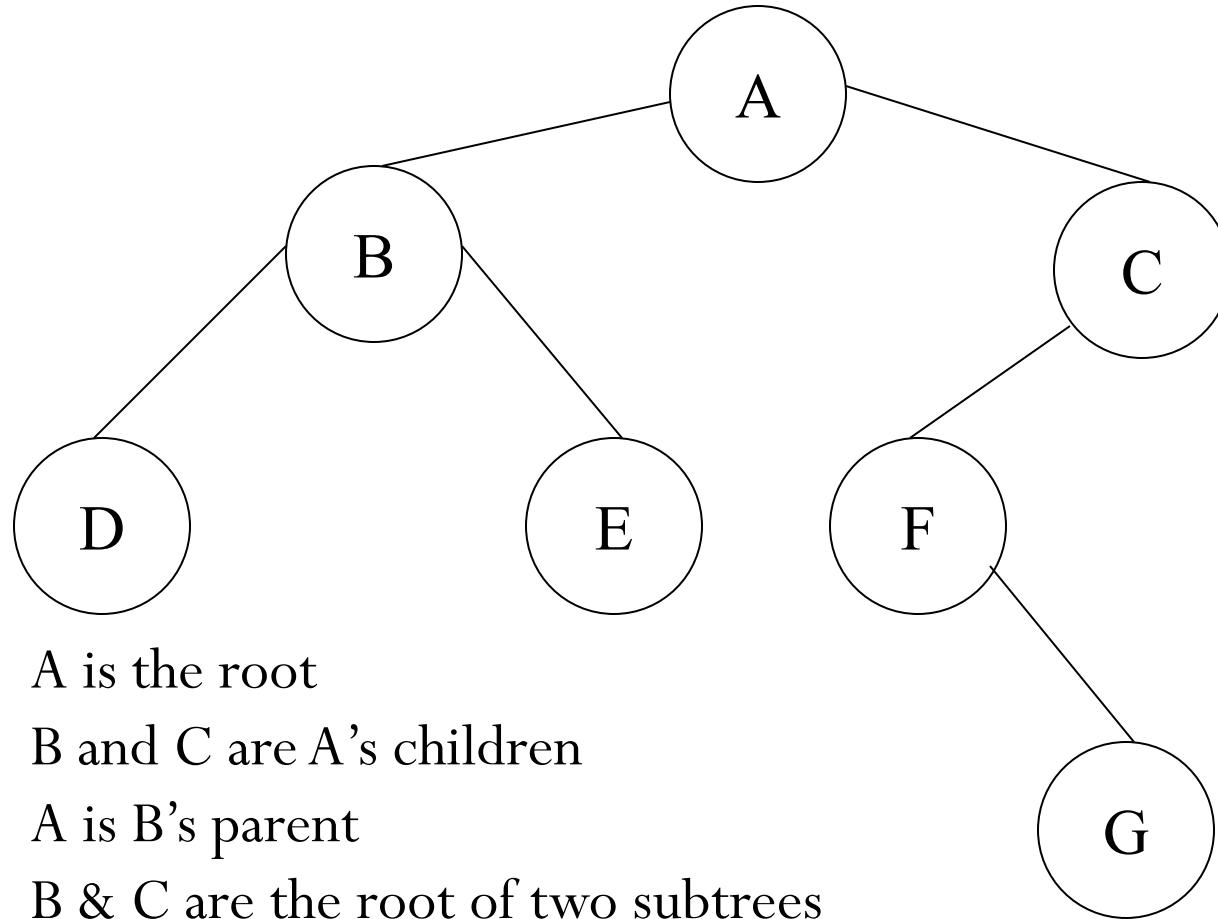 A
B
C
D
E
F
G
A is the root
B and C are A’s children
A is B’s parent
B & C are the root of two subtrees